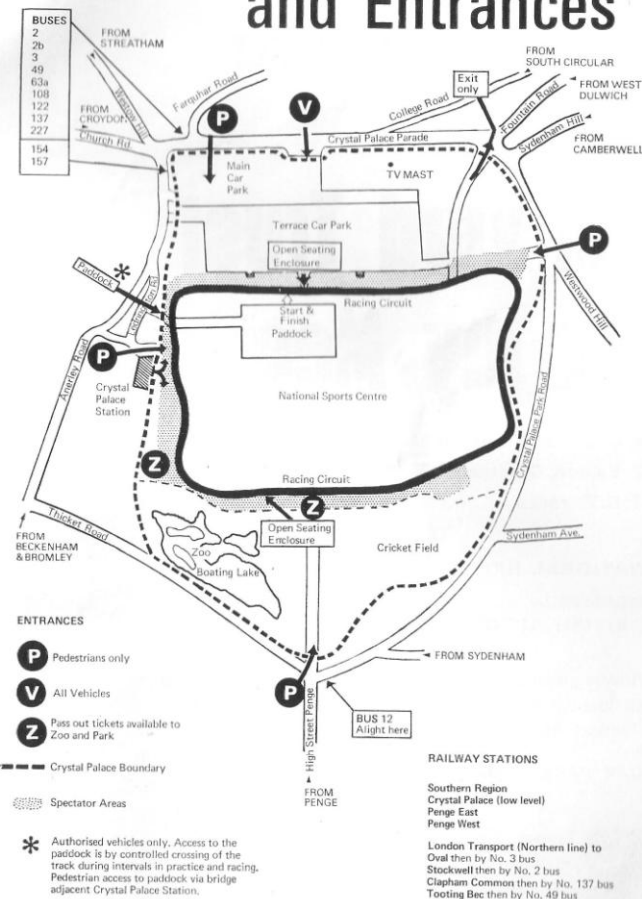 and Entrances
BUSES
2
2b
3
49
63a
108
122
137
227
154
157
FROM
STREATHAM
Westow Hill
FROM
CROYDON
Church Rd.
Farquhar Road
P
V
College Road
Exit
only
FROM
SOUTH CIRCULAR
Fountain Road
FROM WEST
DULWICH
Sydenham Hill
FROM
CAMBERWELL
Crystal Palace Parade
Main
Car
Park
TV MAST
Terrace Car Park
P
Westwood Hill
Open Seating
Enclosure
Paddock
*
Ledrington Rd
Racing Circuit
Start &
Finish
Paddock
Anerley Road
P
Crystal
Palace
Station
National Sports Centre
Crystal Palace Park Road
Z
Racing Circuit
Z
Open Seating
Enclosure
Thicket Road
FROM
BECKENHAM
& BROMLEY
Zoo
Boating Lake
Cricket Field
Sydenham Ave.
FROM SYDENHAM
P
BUS 12
Alight here
High Street Penge
FROM
PENGE
ENTRANCES
P Pedestrians only
V All Vehicles
Z Pass out tickets available to
Zoo and Park
Crystal Palace Boundary
Spectator Areas
* Authorised vehicles only. Access to the
paddock is by controlled crossing of the
track during intervals in practice and racing.
Pedestrian access to paddock via bridge
adjacent Crystal Palace Station.
RAILWAY STATIONS
Southern Region
Crystal Palace (low level)
Penge East
Penge West
London Transport (Northern line) to
Oval then by No. 3 bus
Stockwell then by No. 2 bus
Clapham Common then by No. 137 bus
Tooting Bec then by No. 49 bus